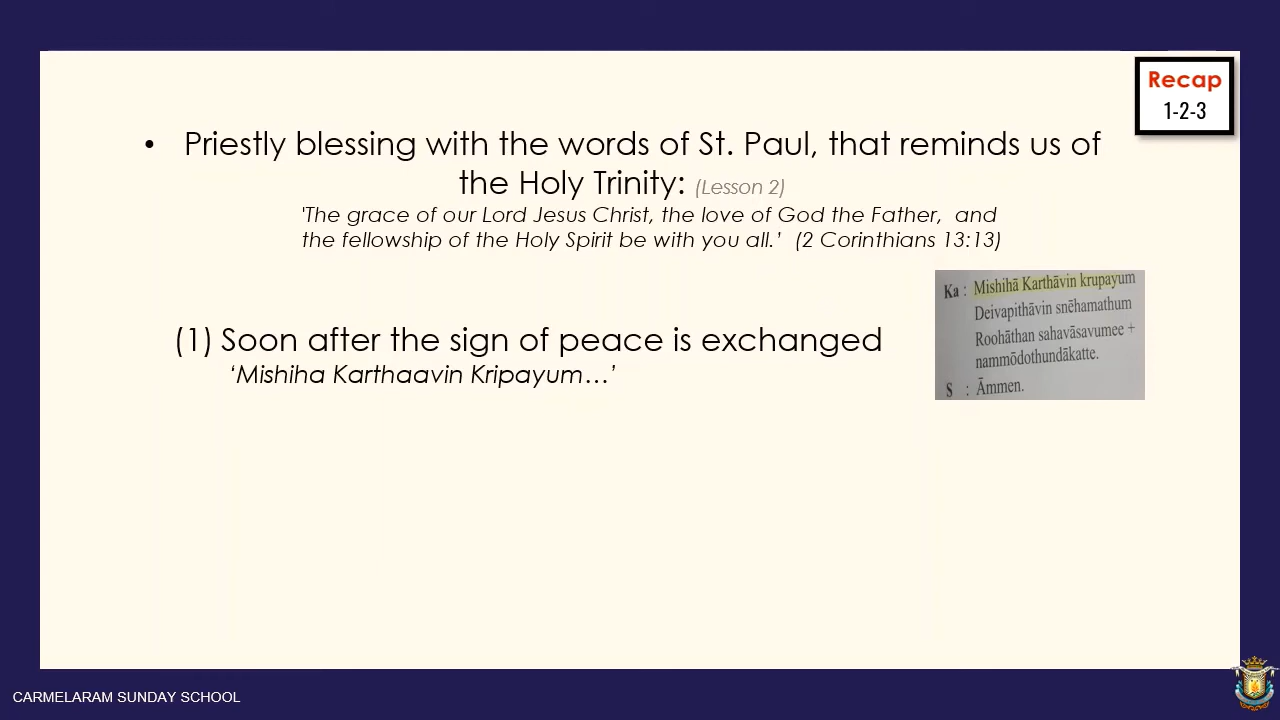 Recap
1-2-3
• Priestly blessing with the words of St. Paul, that reminds us of
the Holy Trinity: (Lesson 2)
'The grace of our Lord Jesus Christ, the love of God the Father,  and
the fellowship of the Holy Spirit be with you all.’  (2 Corinthians 13:13)
(1) Soon after the sign of peace is exchanged
‘Mishiha Karthaavin Kripayum…’
Ka : Mishihā Karthāvin krupayum
Deivapithāvin snēhamathum
Roohāthan sahavāsavumee +
nammōdothundākatte.
S : Āmmen.
CARMELARAM SUNDAY SCHOOL